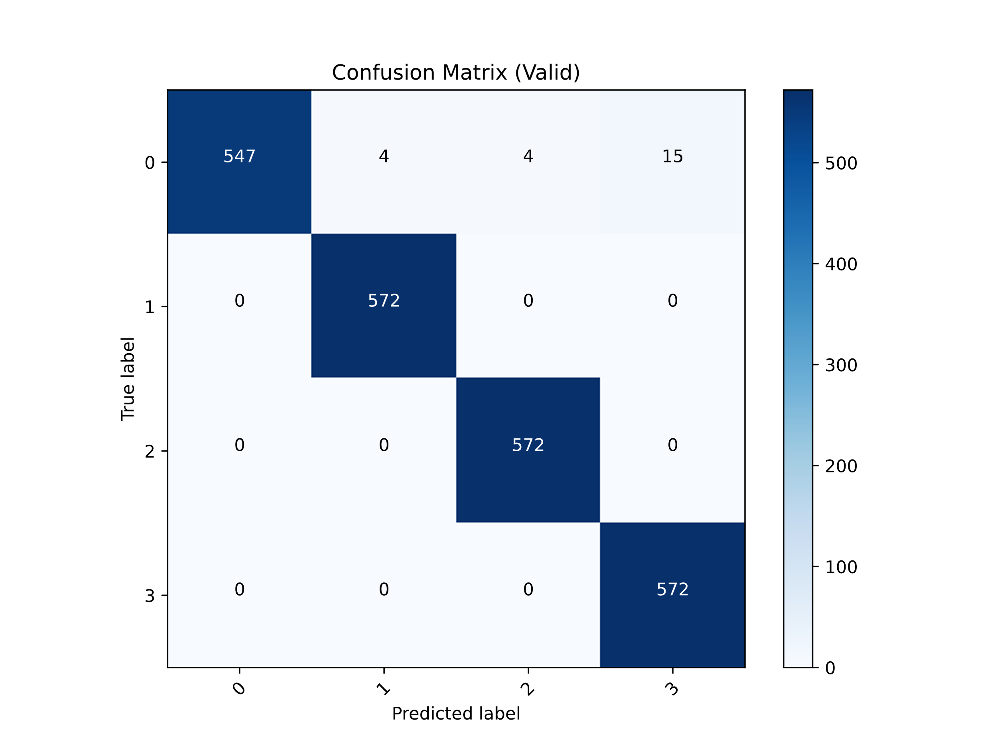 Confusion Matrix (Valid)
547 4 4 15
0 572 0 0
0 0 572 0
0 0 0 572
0
1
2
3
True label
0 1 2 3
Predicted label
500
400
300
200
100
0